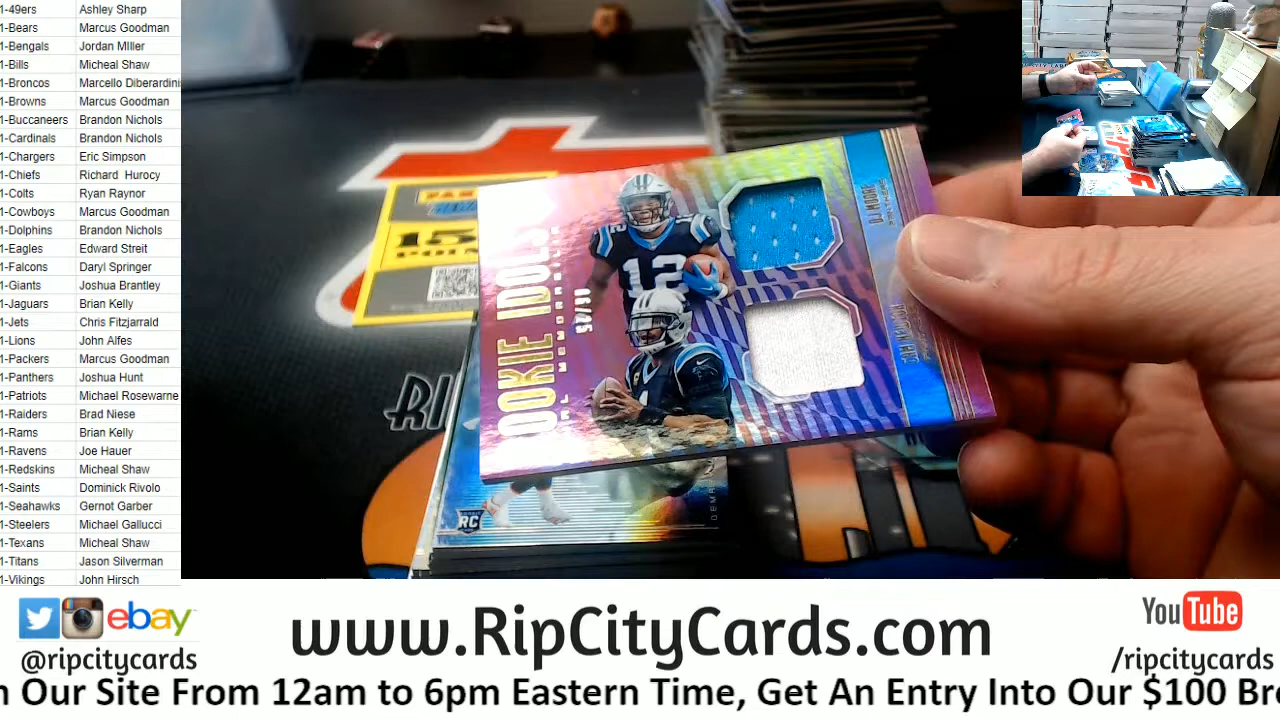 1-49ers Ashley Sharp
1-Bears Marcus Goodman
1-Bengals Jordan MIller
1-Bills Micheal Shaw
1-Broncos Marcello Diberardini
1-Browns Marcus Goodman
1-Buccaneers Brandon Nichols
1-Cardinals Brandon Nichols
1-Chargers Eric Simpson
1-Chiefs Richard Hurocy
1-Colts Ryan Raynor
1-Cowboys Marcus Goodman
1-Dolphins Brandon Nichols
1-Eagles Edward Streit
1-Falcons Daryl Springer
1-Giants Joshua Brantley
1-Jaguars Brian Kelly
1-Jets Chris Fitzjarrald
1-Lions John Alfes
1-Packers Marcus Goodman
1-Panthers Joshua Hunt
1-Patriots Michael Rosewarne
1-Raiders Brad Niese
1-Rams Brian Kelly
1-Ravens Joe Hauer
1-Redskins Micheal Shaw
1-Saints Dominick Rivolo
1-Seahawks Gernot Garber
1-Steelers Michael Gallucci
1-Texans Micheal Shaw
1-Titans Jason Silverman
1-Vikings John Hirsch
OOKIE IDOLS
12
DJ MOORE
PANTHERS
RC
ebay
@ripcitycards
www.RipCityCards.com
YouTube
/ripcitycards
n Our Site From 12am to 6pm Eastern Time, Get An Entry Into Our $100 Bre